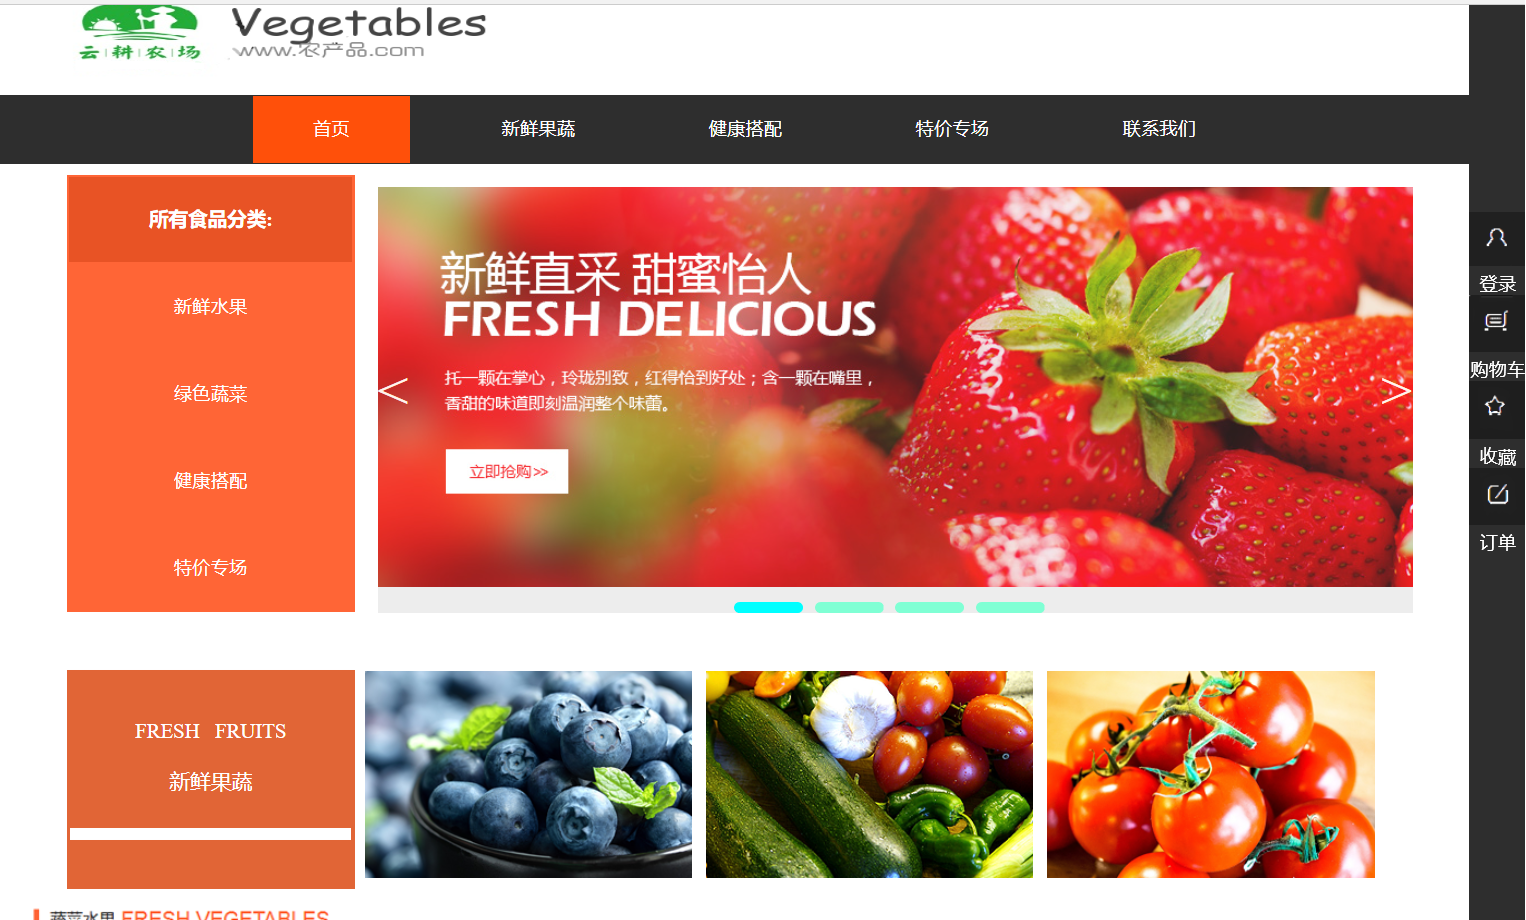 Vegetables
云耕农场
www.农产品.com
首页
新鲜果蔬
健康搭配
特价专场
联系我们
所有食品分类:
新鲜水果
绿色蔬菜
健康搭配
特价专场
新鲜直采 甜蜜怡人
FRESH DELICIOUS
托一颗在掌心，玲珑别致，红得恰到好处；含一颗在嘴里，
香甜的味道即刻温润整个味蕾。
立即抢购>>
<
>
登录
购物车
收藏
订单
FRESH FRUITS
新鲜果蔬
蔬菜水果 FRESH VEGETABLES